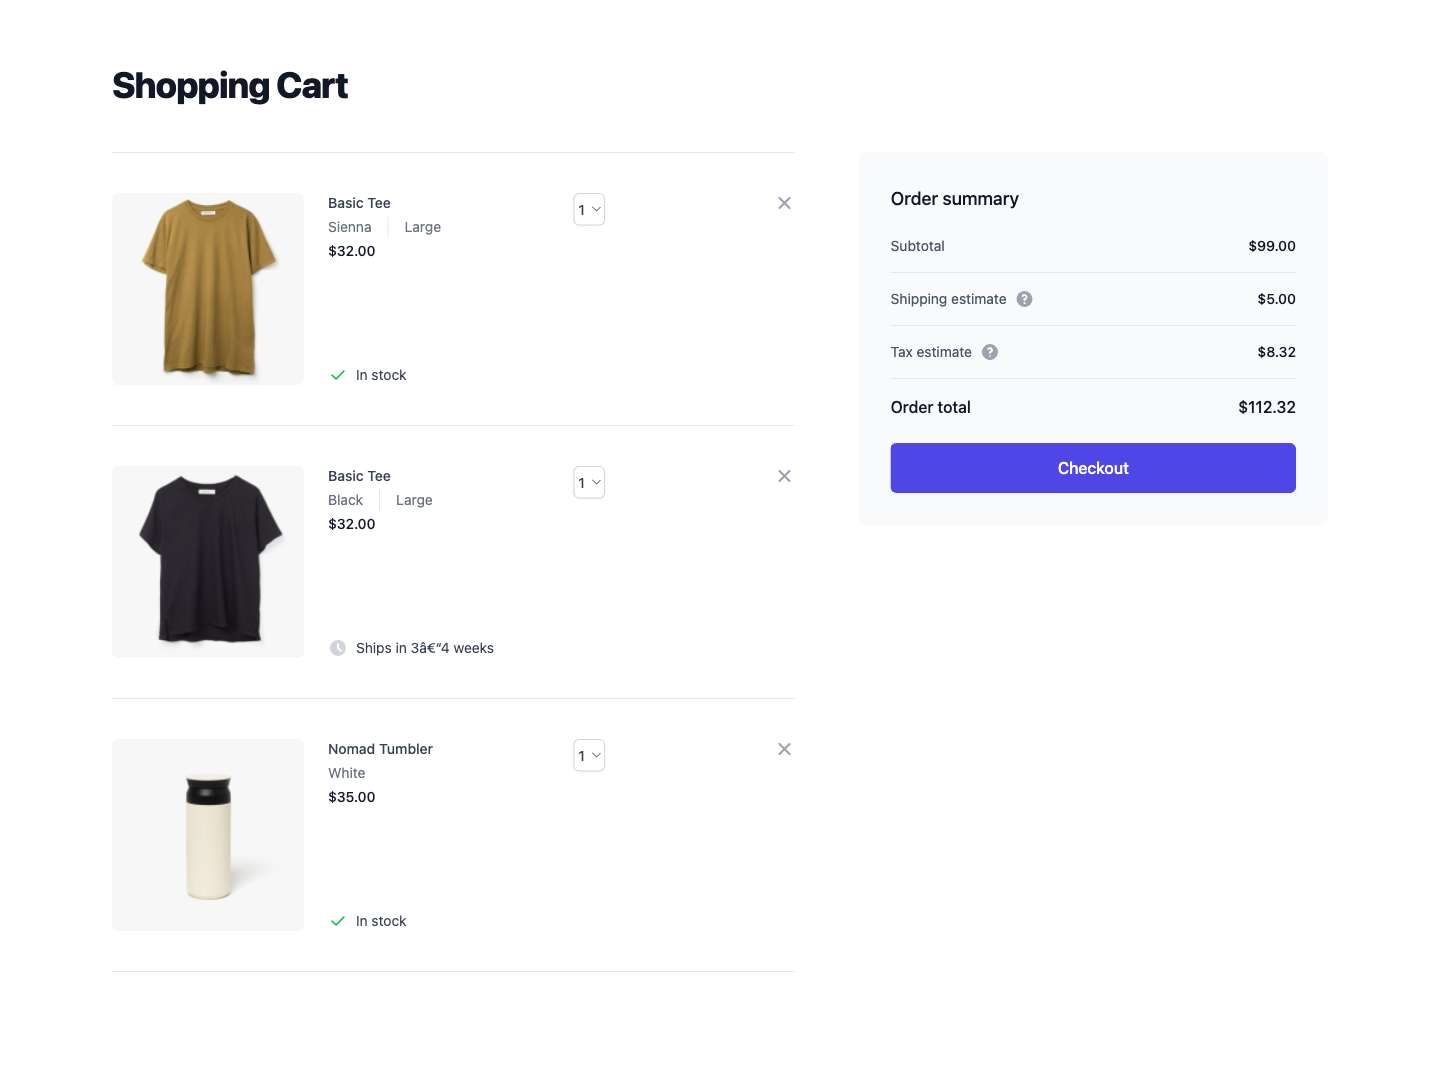 Shopping Cart
Basic Tee
Sienna Large
$32.00
1
In stock
Basic Tee
Black Large
$32.00
1
Ships in 3â€“4 weeks
Nomad Tumbler
White
$35.00
1
In stock
Order summary
Subtotal $99.00
Shipping estimate $5.00
Tax estimate $8.32
Order total $112.32
Checkout